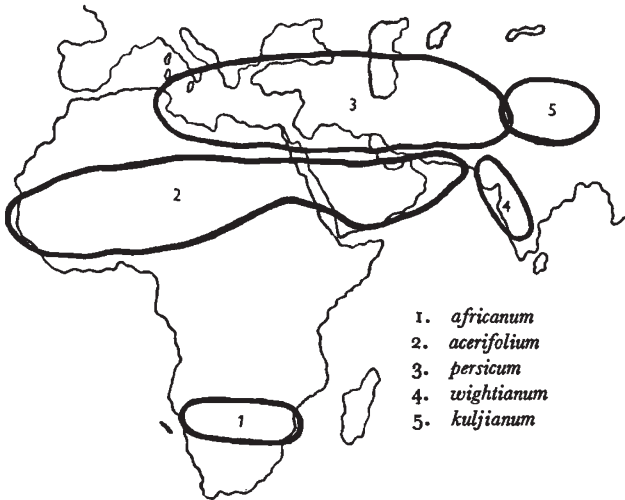 3
5
2
4
1
1. africanum
2. acerifolium
3. persicum
4. wightianum
5. kuljianum